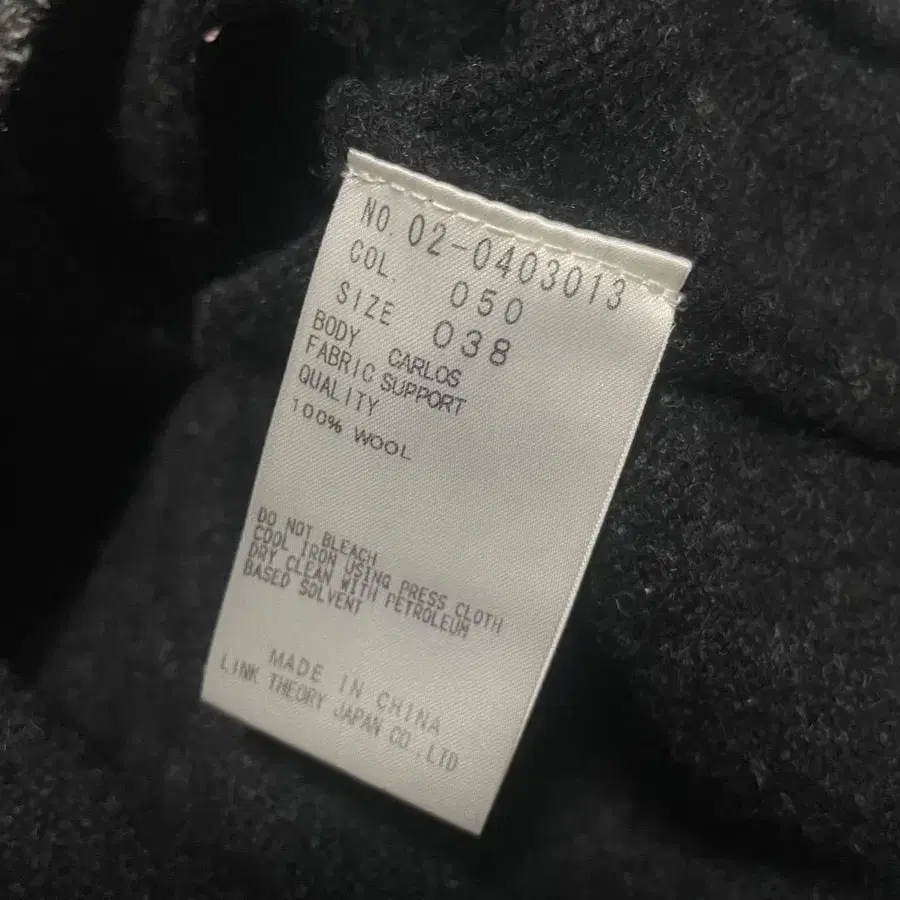 NO. 02-0403013
COL. 050
SIZE 038
BODY CARLOS
FABRIC SUPPORT
QUALITY
100% WOOL
DO NOT BLEACH
COOL IRON USING PRESS CLOTH
DRY CLEAN WITH PETROLEUM
BASED SOLVENT
MADE IN CHINA
LINK THEORY JAPAN CO.,LTD